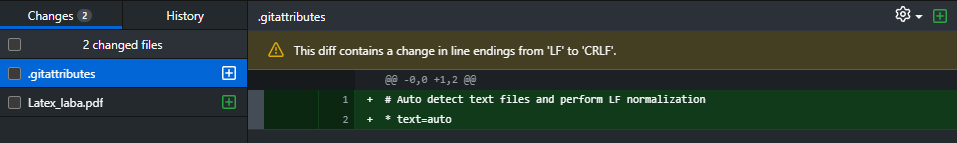 Changes 2
History
.gitattributes
2 changed files
This diff contains a change in line endings from 'LF' to 'CRLF'.
.gitattributes
@@ -0,0 +1,2 @@
1 + # Auto detect text files and perform LF normalization
Latex_laba.pdf
2 + * text=auto